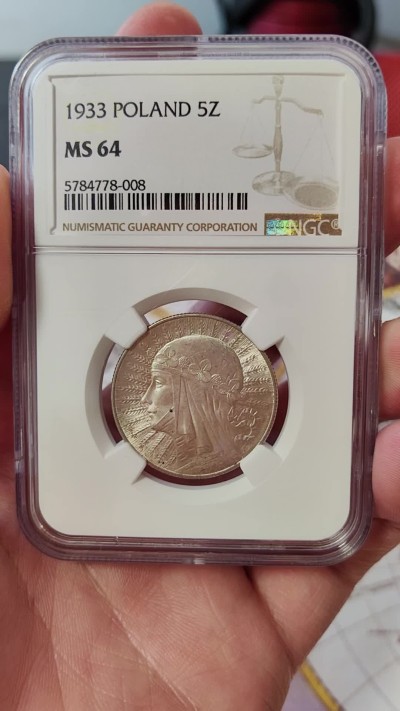 1933 POLAND 5Z
MS 64
5784778-008
NUMISMATIC GUARANTY CORPORATION
NGC®